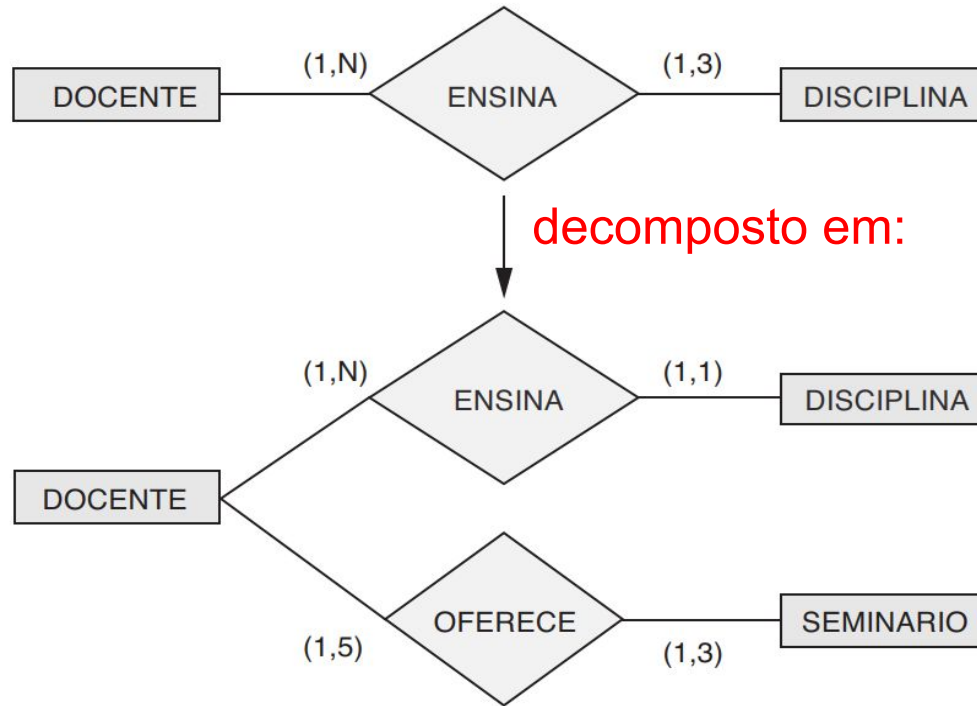 (1,N) (1,3)
DOCENTE ENSINA DISCIPLINA
decomposto em:
(1,N) (1,1)
ENSINA DISCIPLINA
DOCENTE
OFERECE SEMINARIO
(1,5) (1,3)